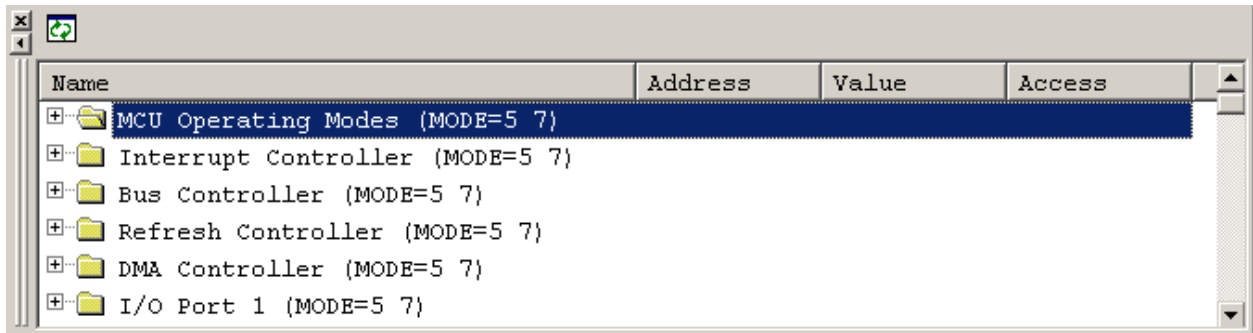 Name Address Value Access
MCU Operating Modes (MODE=5 7)
Interrupt Controller (MODE=5 7)
Bus Controller (MODE=5 7)
Refresh Controller (MODE=5 7)
DMA Controller (MODE=5 7)
I/O Port 1 (MODE=5 7)